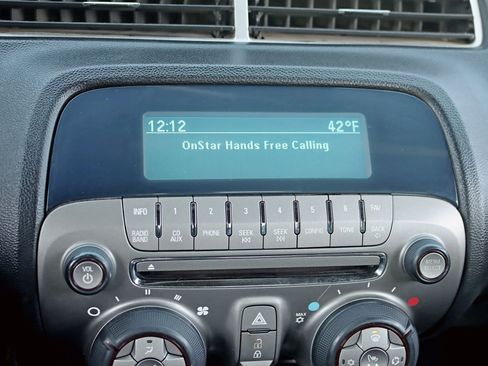 12:12 42°F
OnStar Hands Free Calling
INFO 1 2 3 4 5 6 FAV
RADIO BAND CD AUX PHONE SEEK SEEK CONFIG TONE BACK
VOL
MAX